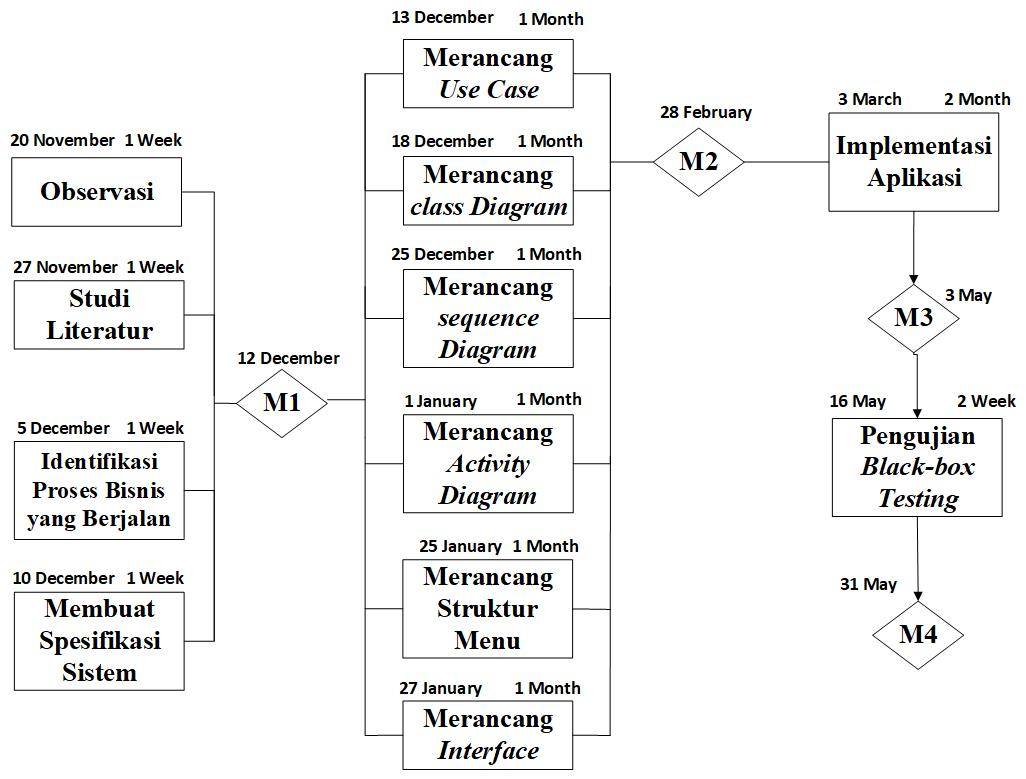 20 November 1 Week
Observasi
27 November 1 Week
Studi
Literatur
5 December 1 Week
Identifikasi
Proses Bisnis
yang Berjalan
10 December 1 Week
Membuat
Spesifikasi
Sistem
12 December
M1
13 December 1 Month
Merancang
Use Case
18 December 1 Month
Merancang
class Diagram
25 December 1 Month
Merancang
sequence
Diagram
1 January 1 Month
Merancang
Activity
Diagram
25 January 1 Month
Merancang
Struktur
Menu
27 January 1 Month
Merancang
Interface
28 February
M2
3 March 2 Month
Implementasi
Aplikasi
3 May
M3
16 May 2 Week
Pengujian
Black-box
Testing
31 May
M4